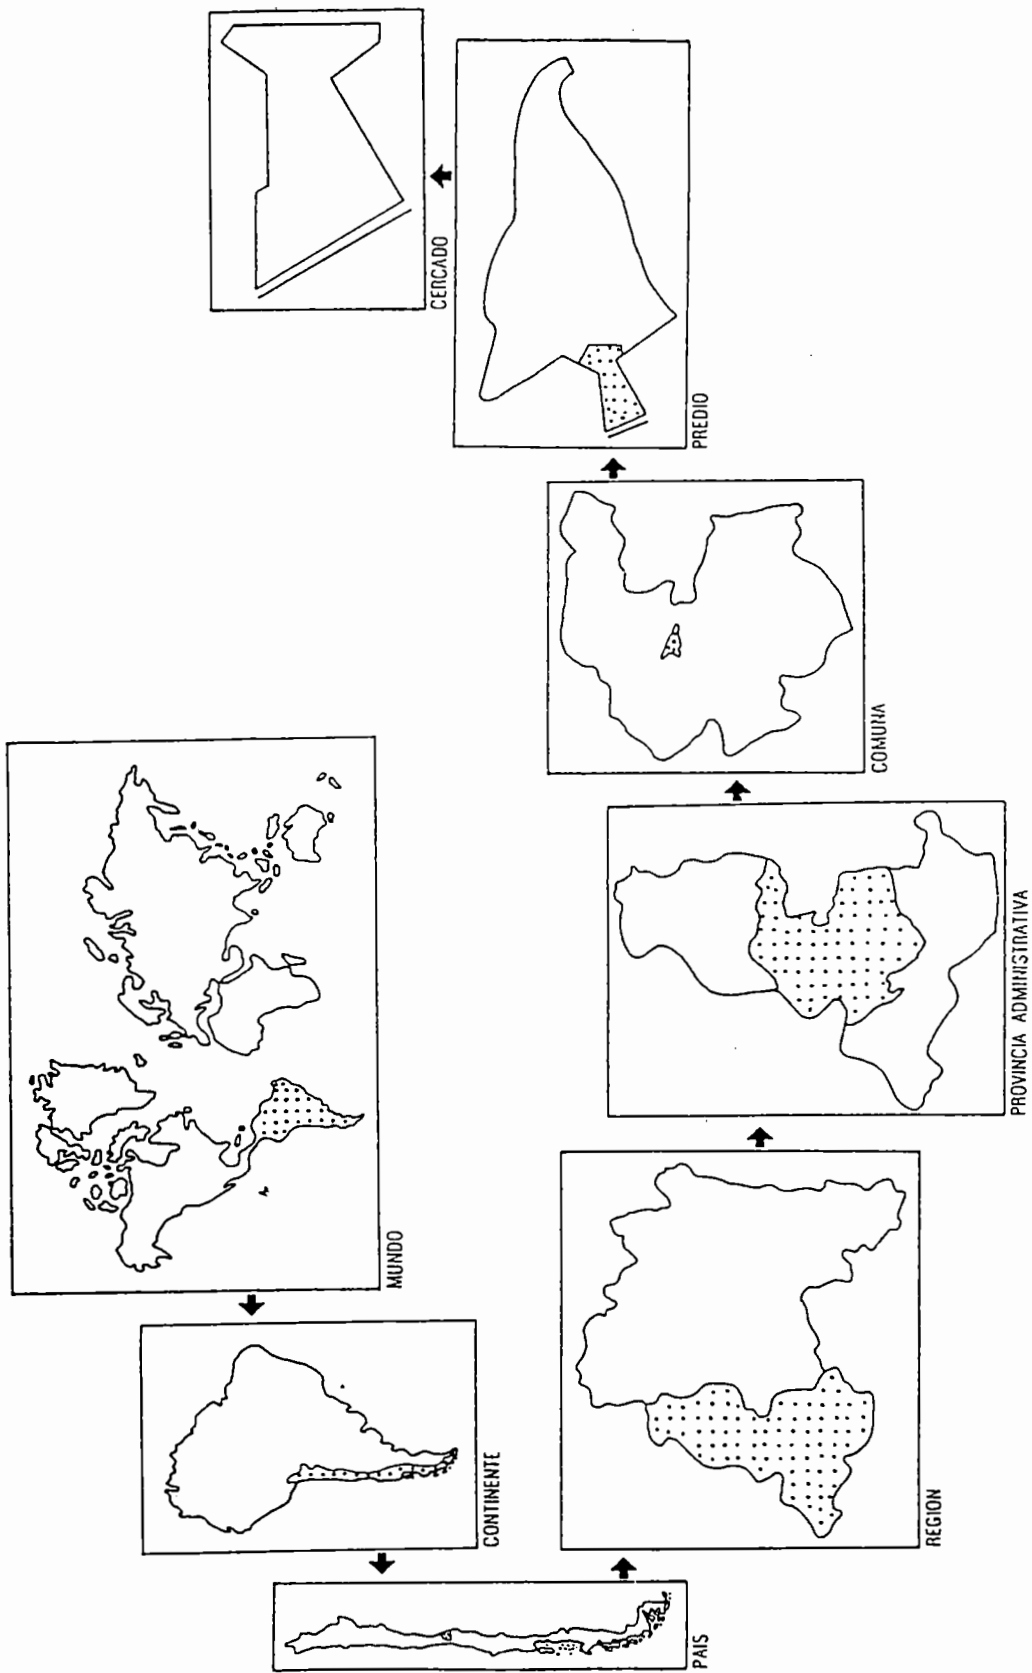 MUNDO
CONTINENTE
PAIS
REGION
PROVINCIA ADMINISTRATIVA
COMUNA
PREDIO
CERCADO